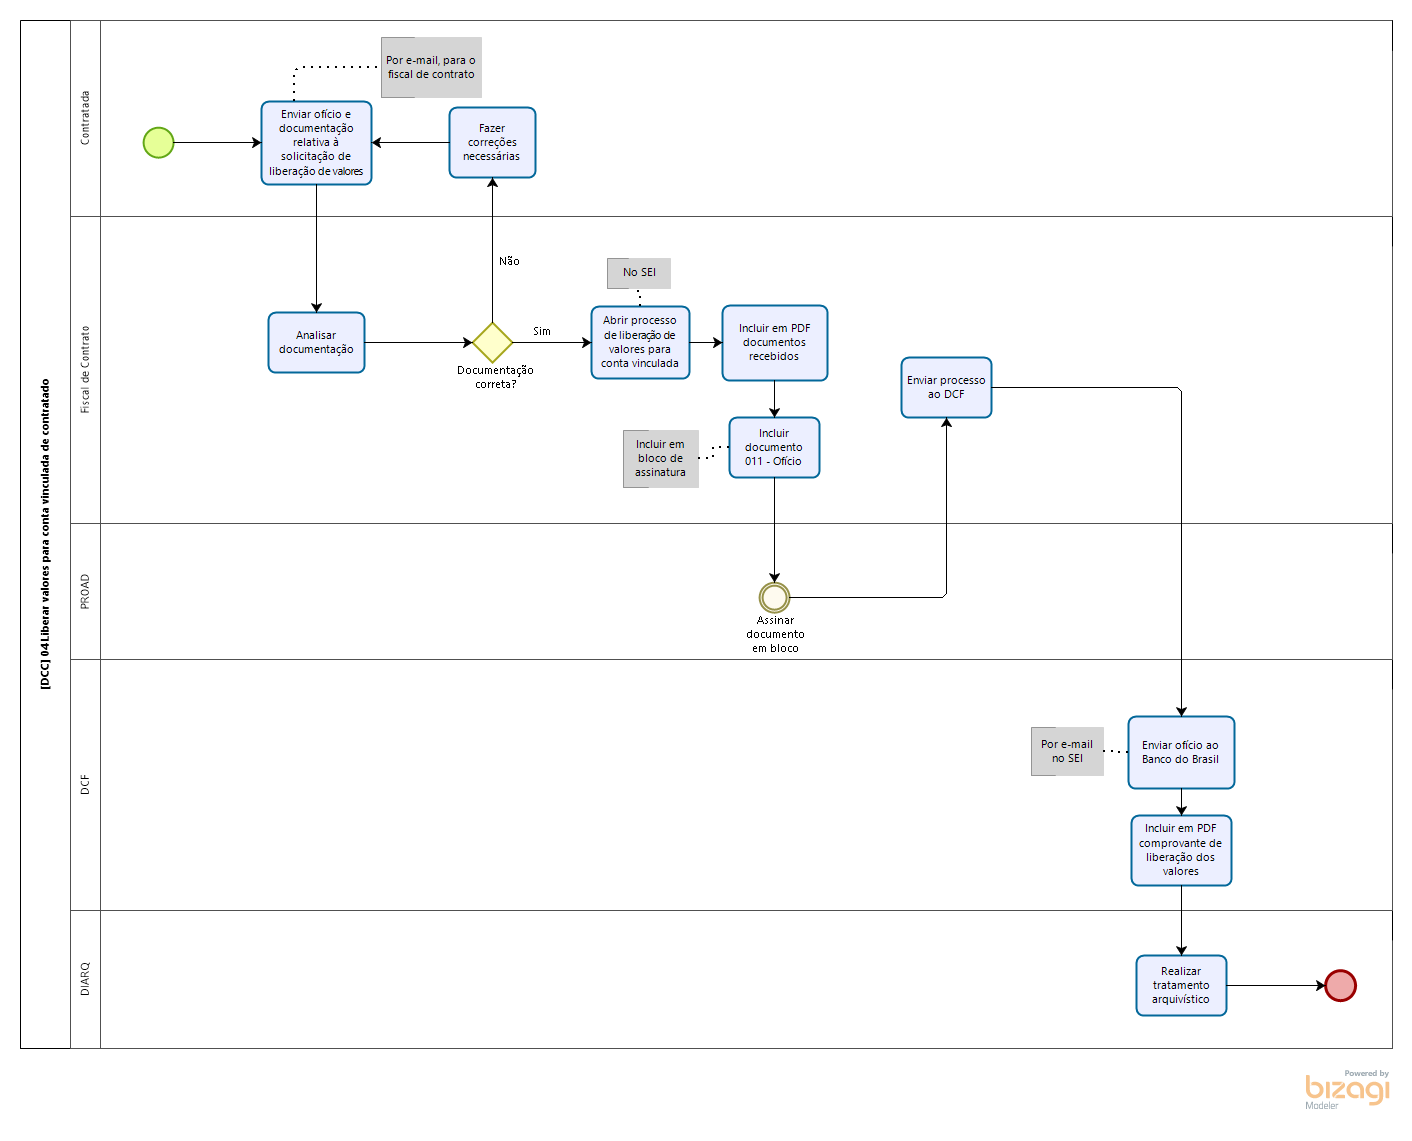 [DCC] 04 Liberar valores para conta vinculada de contratado
Contratada
Por e-mail, para o
fiscal de contrato
Enviar ofício e
documentação
relativa à
solicitação de
liberação de valores
Fazer
correções
necessárias
Fiscal de Contrato
Não
No SEI
Analisar
documentação
Sim
Documentação
correta?
Abrir processo
de liberação de
valores para
conta vinculada
Incluir em PDF
documentos
recebidos
Enviar processo
ao DCF
Incluir em
bloco de
assinatura
Incluir
documento
011 - Ofício
PROAD
Assinar
documento
em bloco
DCF
Por e-mail
no SEI
Enviar ofício ao
Banco do Brasil
Incluir em PDF
comprovante de
liberação dos
valores
DIARQ
Realizar
tratamento
arquivístico
Powered by
bizagi
Modeler